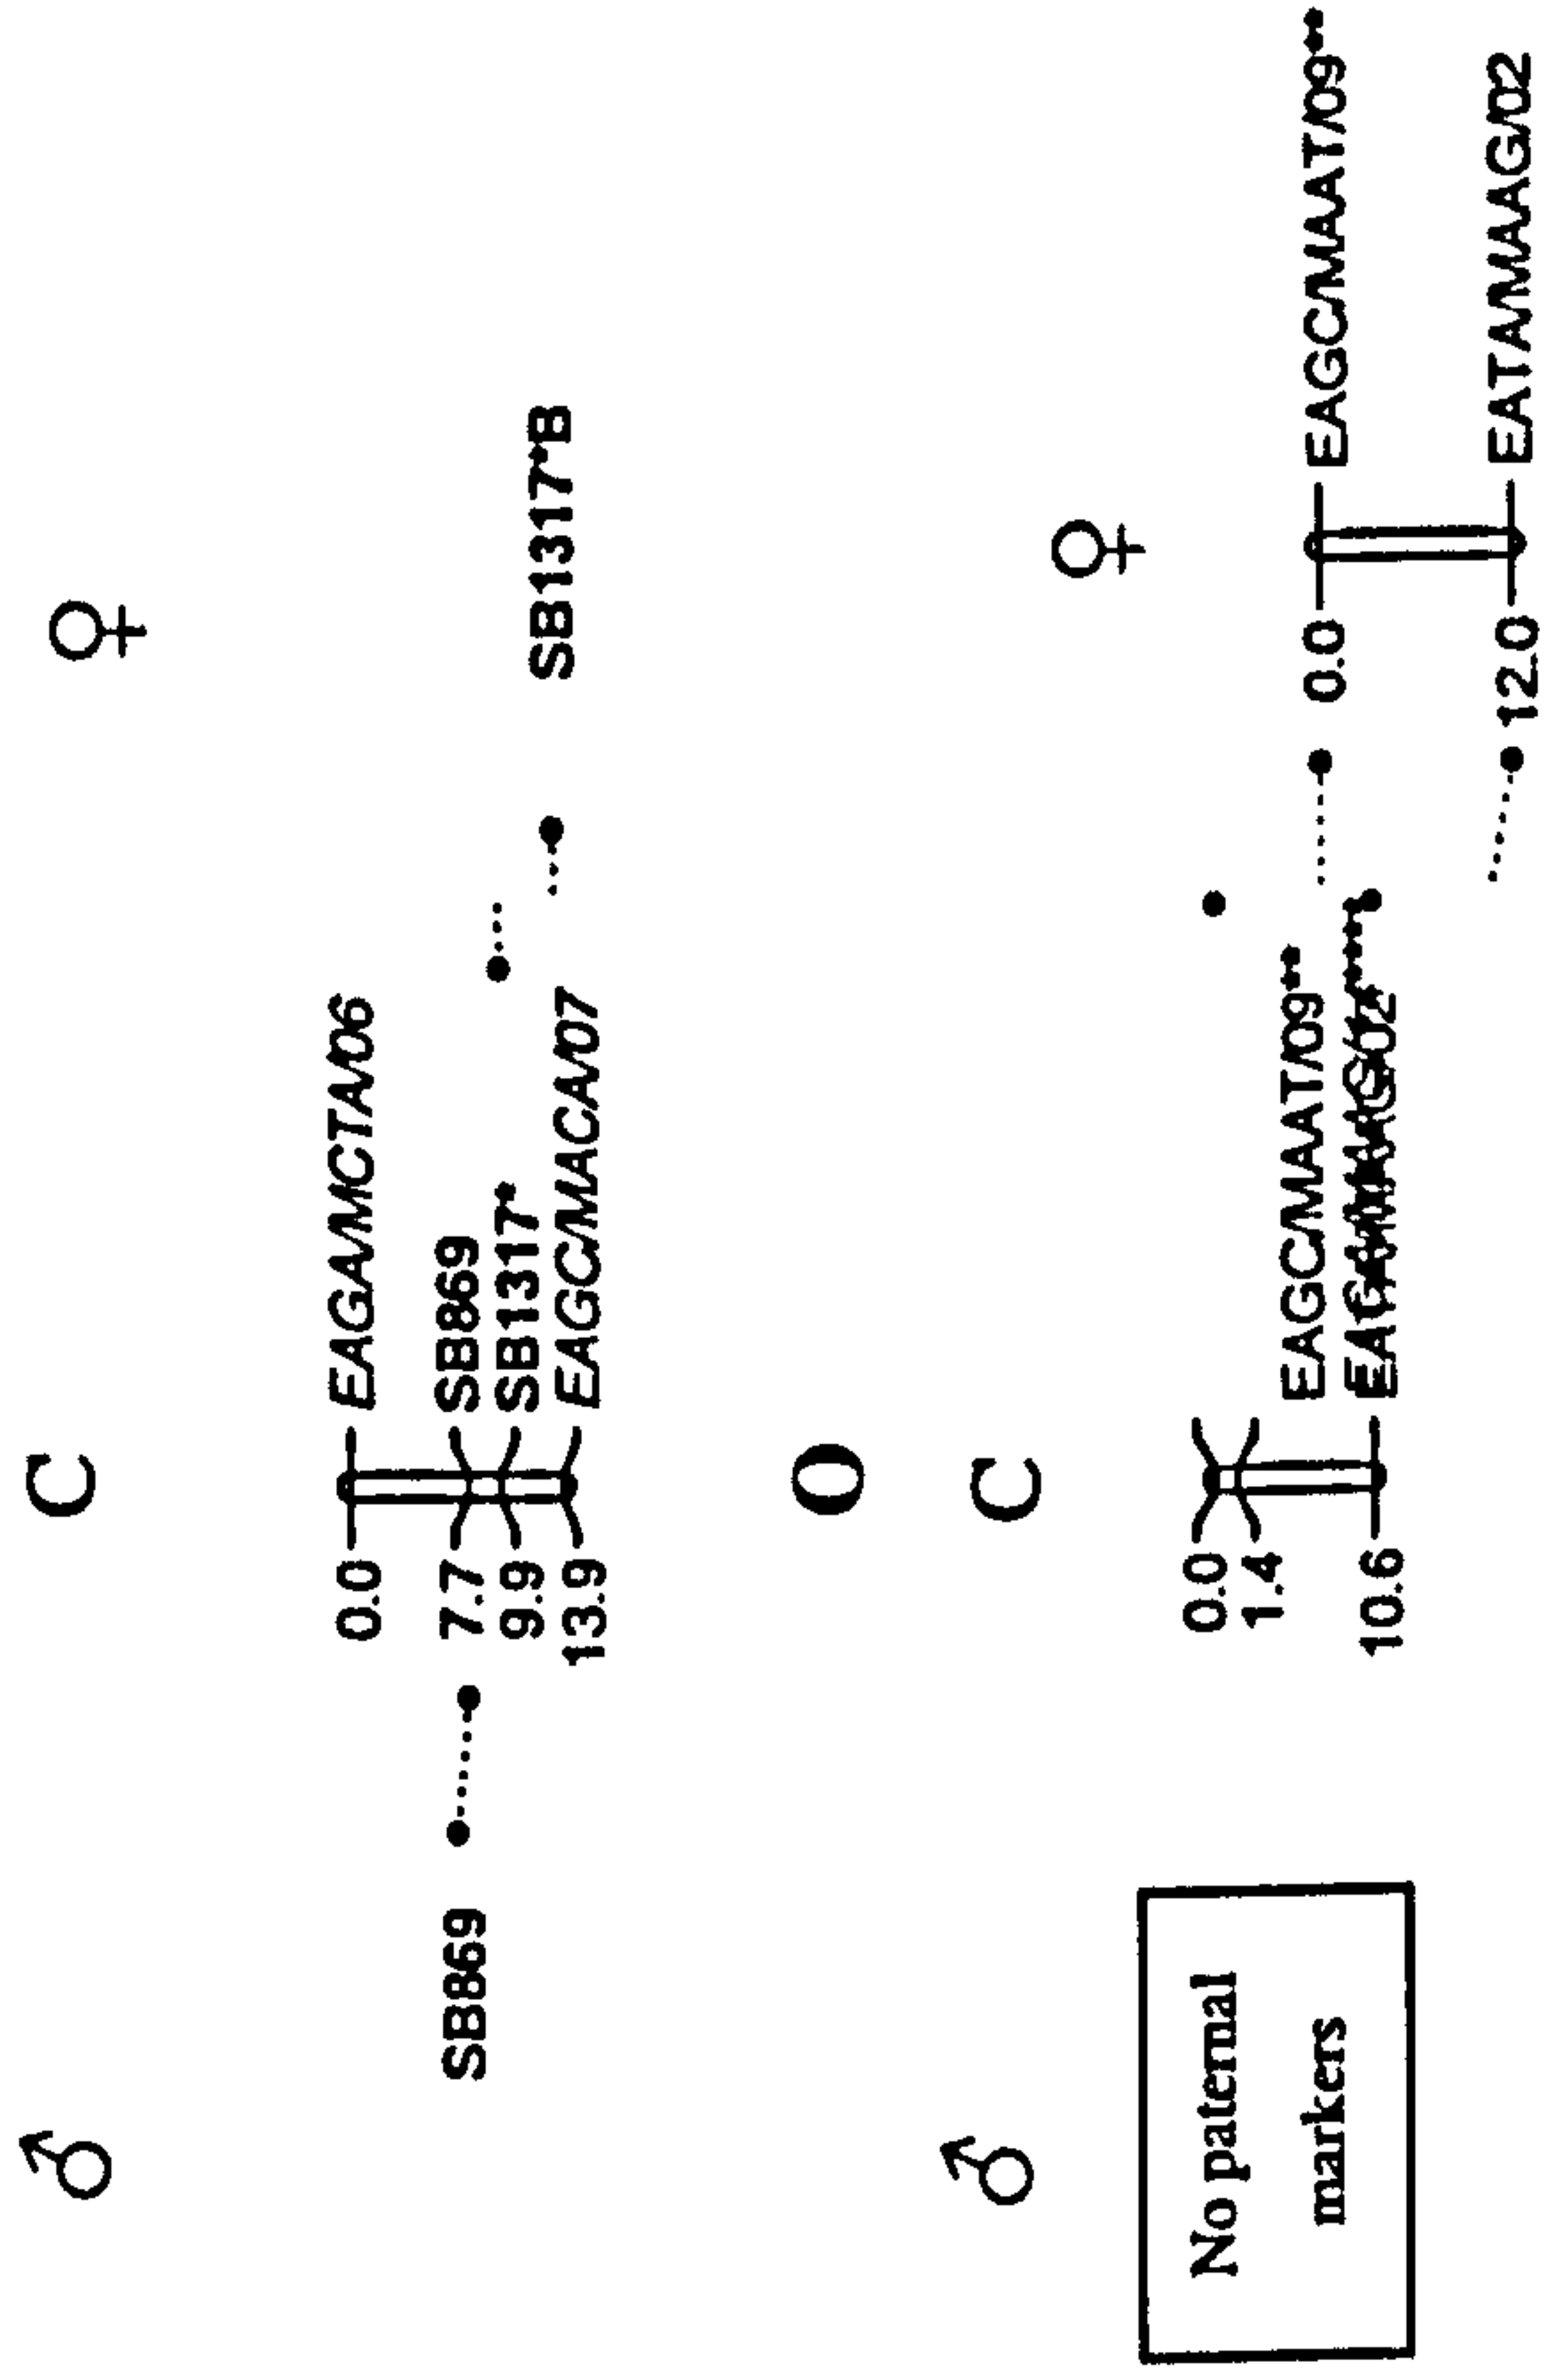 ♂ C ♀
0.0 EAGA/MCTA/06
SB869 7.7 SB869
9.9 SB1317*
SB1317*B
13.9 EAGC/MACA/07
O
♂ C ♀
No paternal
markers
0.0
1.4 EAGC/MAAT/09**
10.6
0.0 EAGC/MAAT/09**
12.0 EATA/MAAG/02